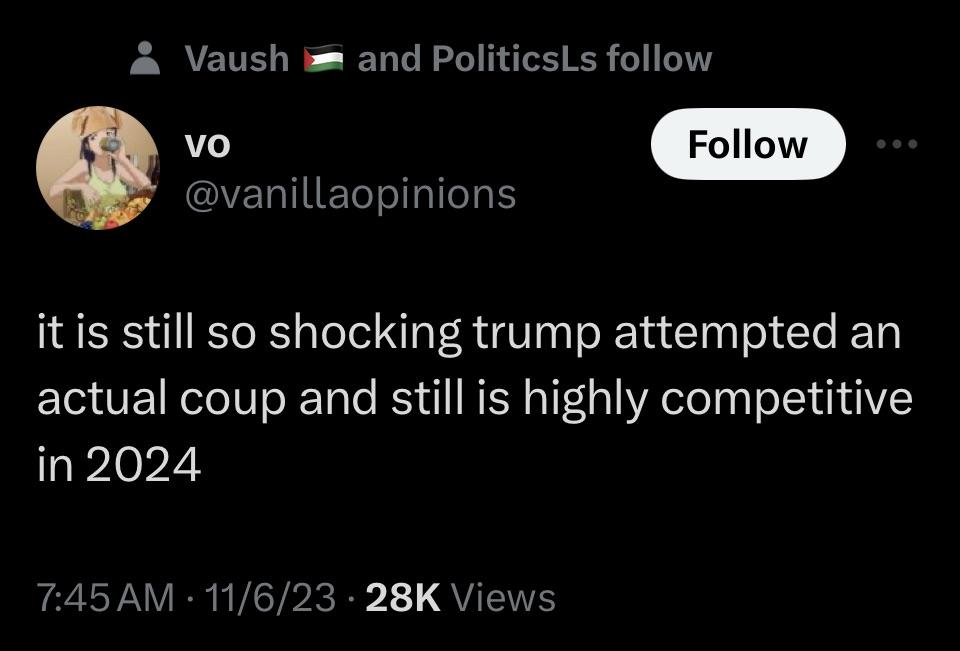 Vaush 🇵🇸 and PoliticsLs follow
vo
Follow
@vanillaopinions
it is still so shocking trump attempted an
actual coup and still is highly competitive
in 2024
7:45 AM · 11/6/23 · 28K Views